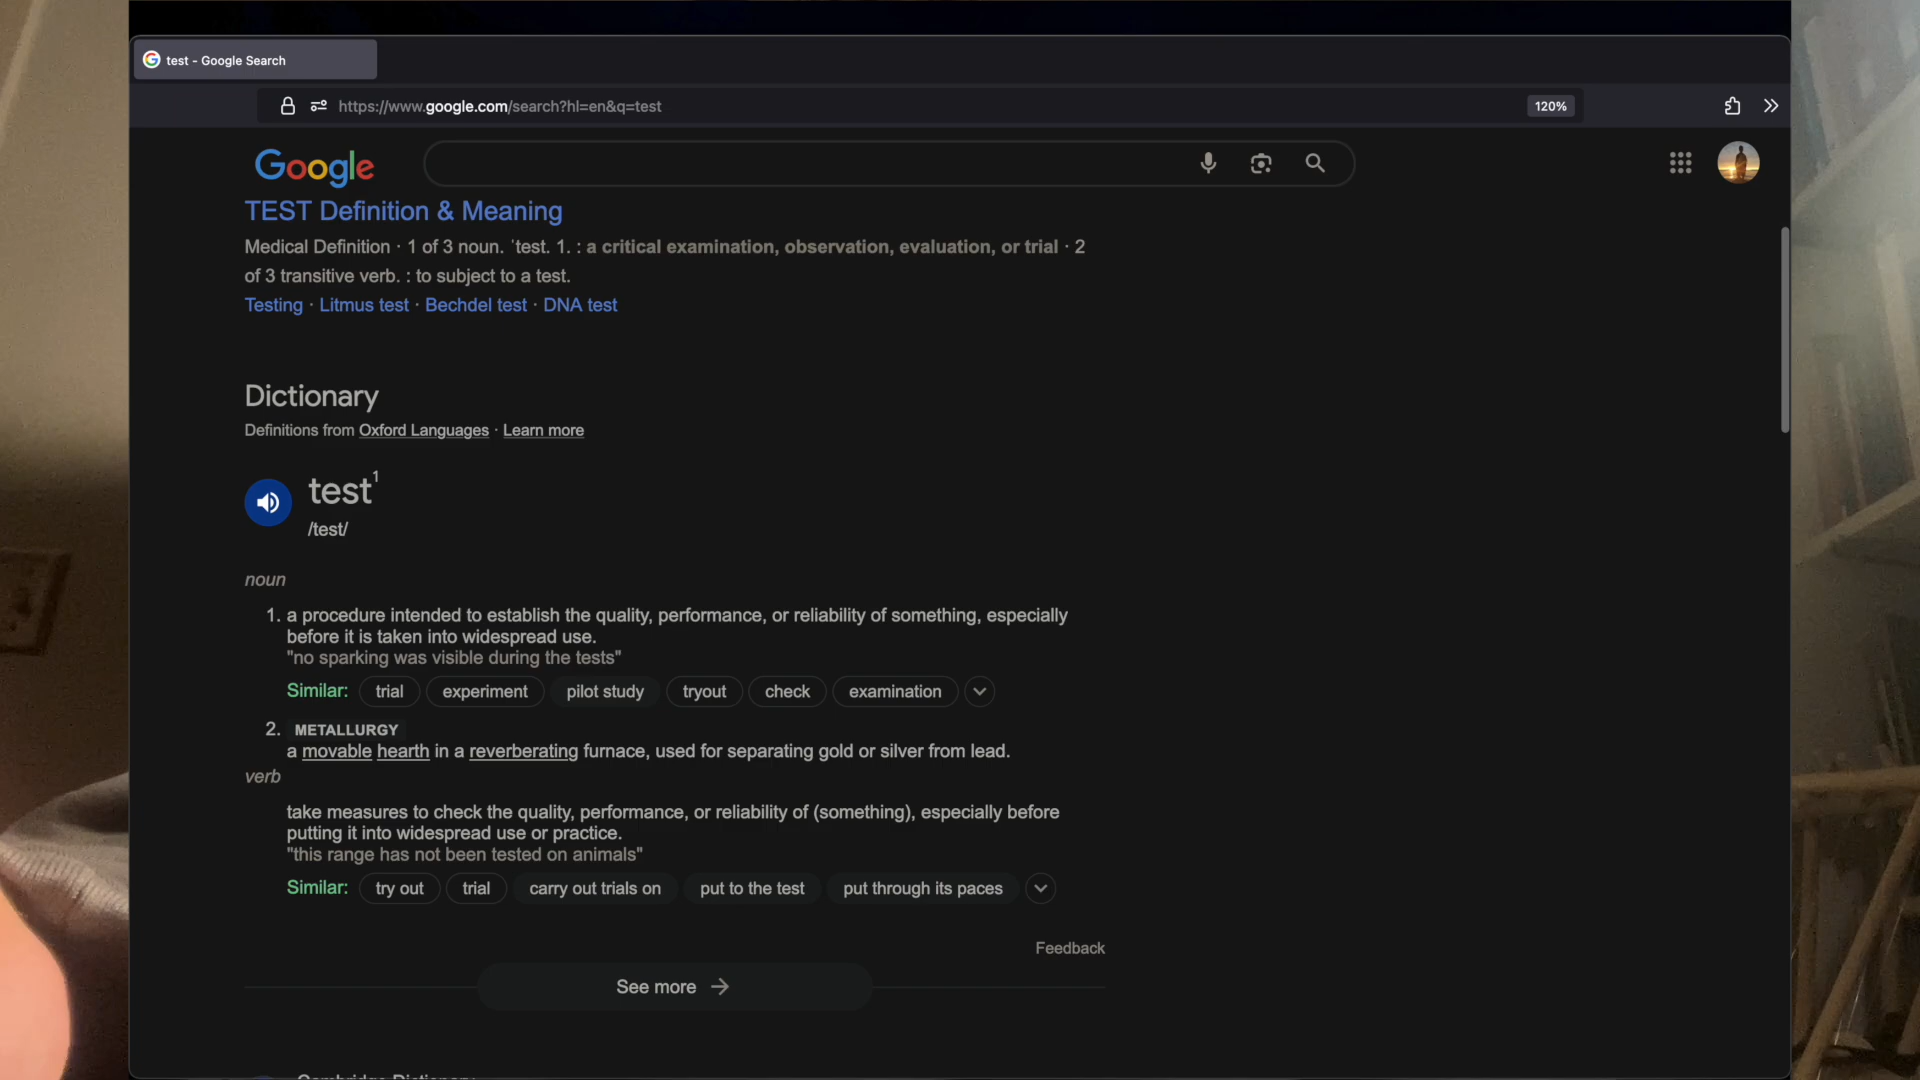 test - Google Search
https://www.google.com/search?hl=en&q=test
120%
Google
TEST Definition & Meaning
Medical Definition · 1 of 3 noun. ˈtest. 1. : a critical examination, observation, evaluation, or trial · 2
of 3 transitive verb. : to subject to a test.
Testing · Litmus test · Bechdel test · DNA test
Dictionary
Definitions from Oxford Languages · Learn more
test¹
/test/
noun
1. a procedure intended to establish the quality, performance, or reliability of something, especially
before it is taken into widespread use.
"no sparking was visible during the tests"
Similar: trial experiment pilot study tryout check examination
2. METALLURGY
a movable hearth in a reverberating furnace, used for separating gold or silver from lead.
verb
take measures to check the quality, performance, or reliability of (something), especially before
putting it into widespread use or practice.
"this range has not been tested on animals"
Similar: try out trial carry out trials on put to the test put through its paces
Feedback
See more